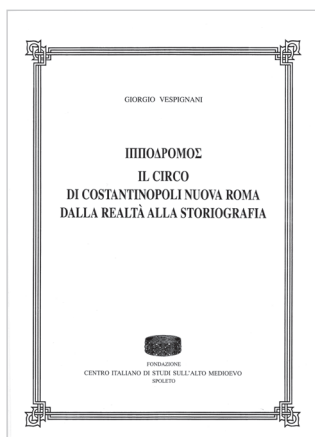 GIORGIO VESPIGNANI
ΙΠΠΟΔΡΟΜΟΣ
IL CIRCO
DI COSTANTINOPOLI NUOVA ROMA
DALLA REALTÀ ALLA STORIOGRAFIA
FONDAZIONE
CENTRO ITALIANO DI STUDI SULL'ALTO MEDIOEVO
SPOLETO